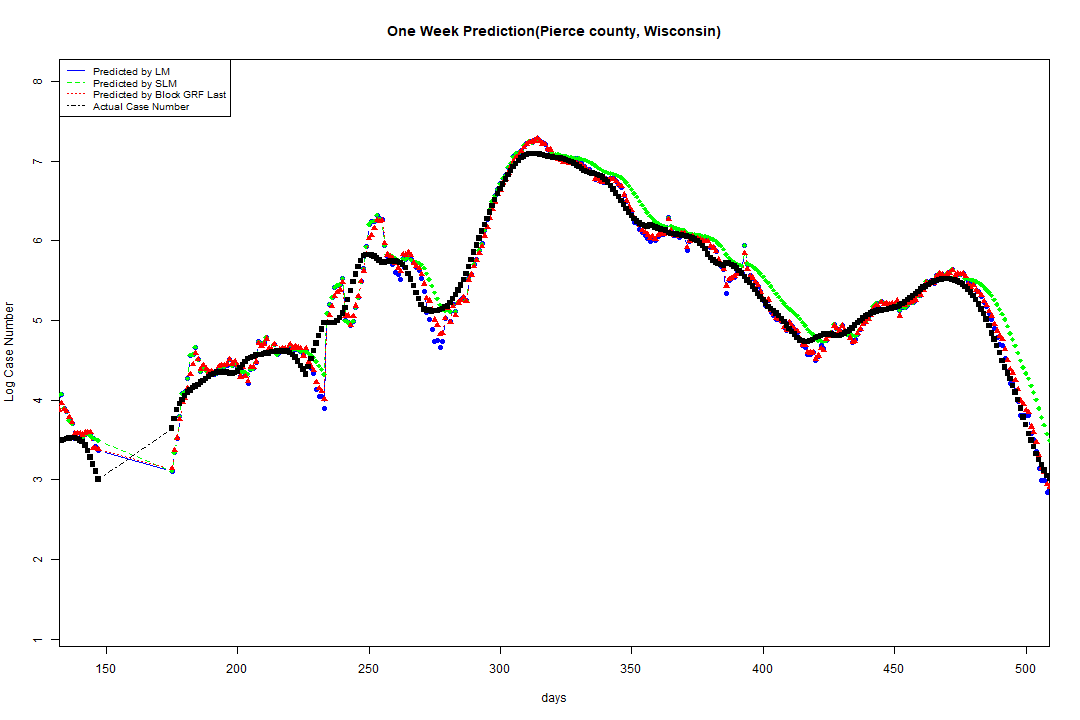 One Week Prediction(Pierce county, Wisconsin)
Predicted by LM
Predicted by SLM
Predicted by Block GRF Last
Actual Case Number
8
7
6
5
4
3
2
1
Log Case Number
150 200 250 300 350 400 450 500
days